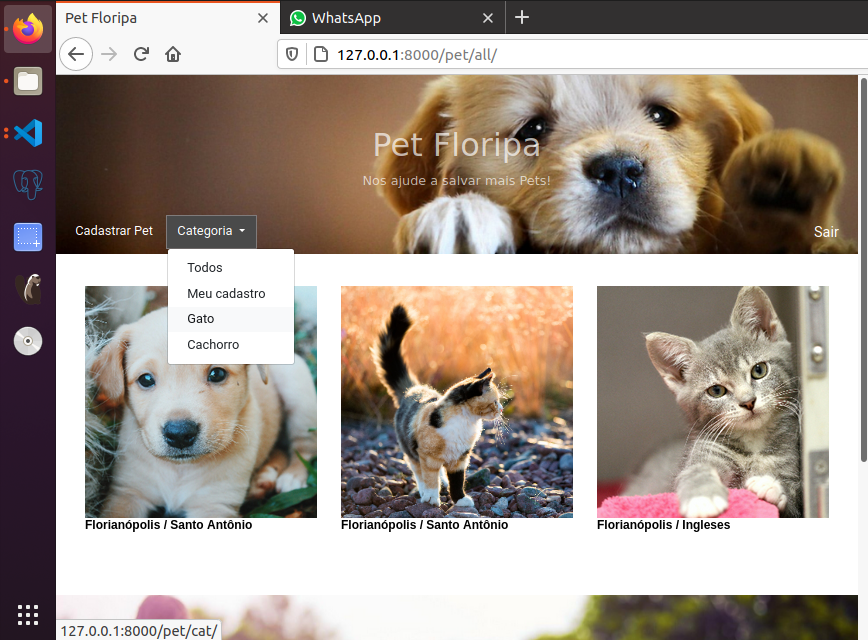 Pet Floripa
WhatsApp
127.0.0.1:8000/pet/all/
Pet Floripa
Nos ajude a salvar mais Pets!
Cadastrar Pet Categoria Sair
Todos
Meu cadastro
Gato
Cachorro
Florianópolis / Santo Antônio
Florianópolis / Santo Antônio
Florianópolis / Ingleses
127.0.0.1:8000/pet/cat/